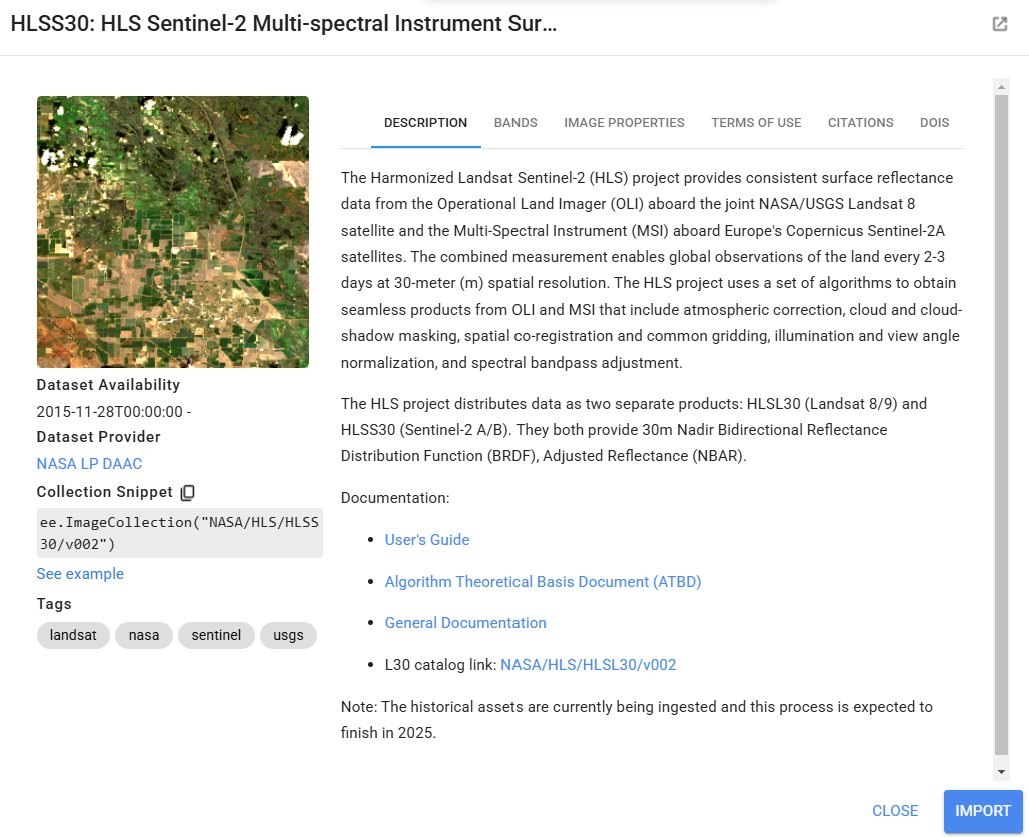 HLSS30: HLS Sentinel-2 Multi-spectral Instrument Sur...
DESCRIPTION
BANDS
IMAGE PROPERTIES
TERMS OF USE
CITATIONS
DOIS
Dataset Availability
2015-11-28T00:00:00 -
Dataset Provider
NASA LP DAAC
Collection Snippet
ee.ImageCollection("NASA/HLS/HLSS
30/v002")
See example
Tags
landsat
nasa
sentinel
usgs
The Harmonized Landsat Sentinel-2 (HLS) project provides consistent surface reflectance
data from the Operational Land Imager (OLI) aboard the joint NASA/USGS Landsat 8
satellite and the Multi-Spectral Instrument (MSI) aboard Europe's Copernicus Sentinel-2A
satellites. The combined measurement enables global observations of the land every 2-3
days at 30-meter (m) spatial resolution. The HLS project uses a set of algorithms to obtain
seamless products from OLI and MSI that include atmospheric correction, cloud and cloud-
shadow masking, spatial co-registration and common gridding, illumination and view angle
normalization, and spectral bandpass adjustment.
The HLS project distributes data as two separate products: HLSL30 (Landsat 8/9) and
HLSS30 (Sentinel-2 A/B). They both provide 30m Nadir Bidirectional Reflectance
Distribution Function (BRDF), Adjusted Reflectance (NBAR).
Documentation:
• User's Guide
• Algorithm Theoretical Basis Document (ATBD)
• General Documentation
• L30 catalog link: NASA/HLS/HLSL30/v002
Note: The historical assets are currently being ingested and this process is expected to
finish in 2025.
CLOSE
IMPORT